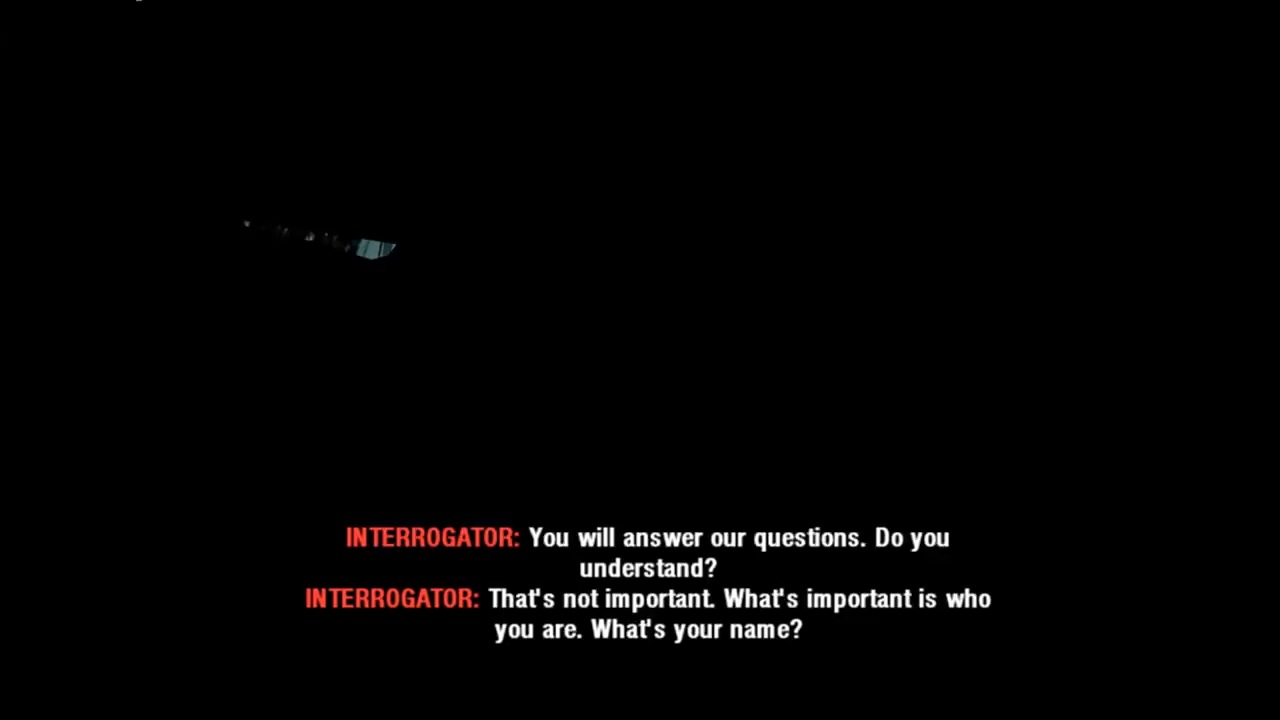 INTERROGATOR: You will answer our questions. Do you
understand?
INTERROGATOR: That's not important. What's important is who
you are. What's your name?